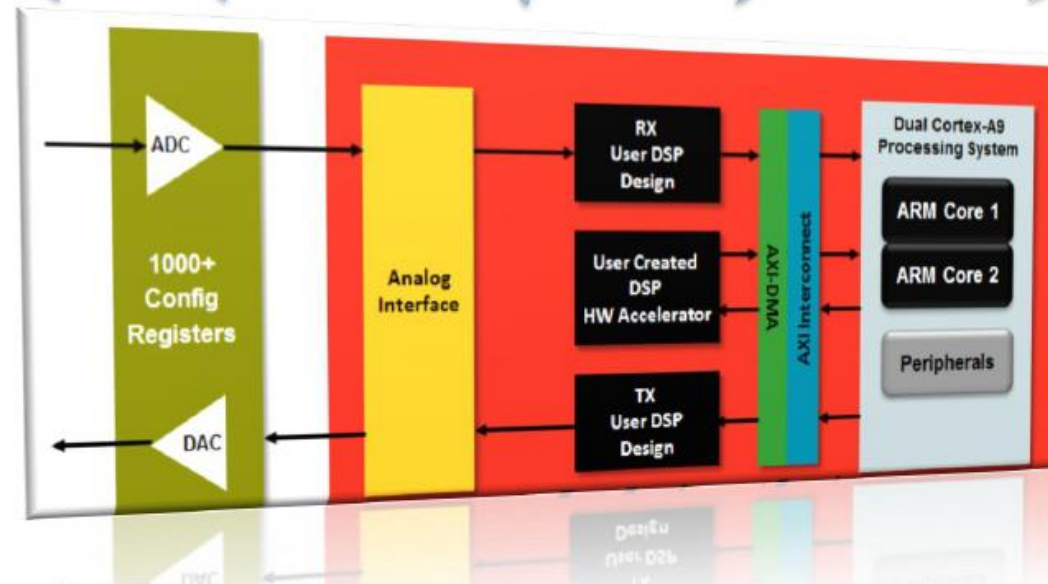 ADC
1000+
Config
Registers
DAC
Analog
Interface
RX
User DSP
Design
User Created
DSP
HW Accelerator
TX
User DSP
Design
AXI-DMA
AXI Interconnect
Dual Cortex-A9
Processing System
ARM Core 1
ARM Core 2
Peripherals